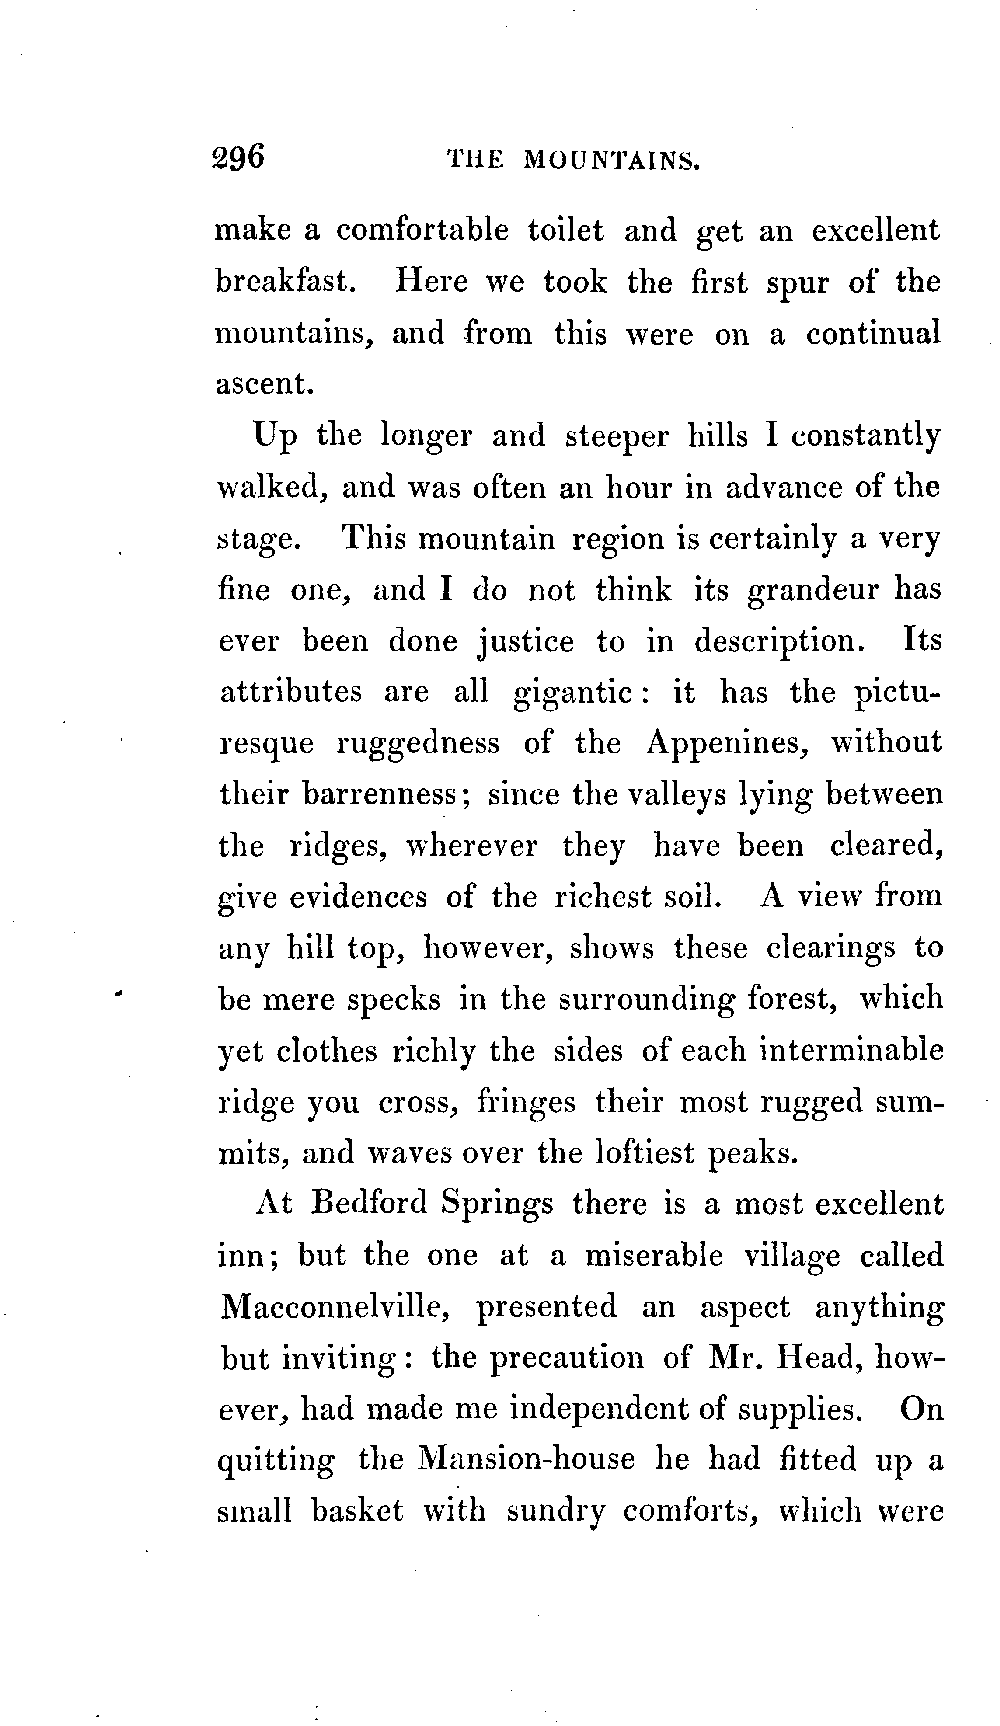 296 THE MOUNTAINS.
make a comfortable toilet and get an excellent
breakfast. Here we took the first spur of the
mountains, and from this were on a continual
ascent.
Up the longer and steeper hills I constantly
walked, and was often an hour in advance of the
stage. This mountain region is certainly a very
fine one, and I do not think its grandeur has
ever been done justice to in description. Its
attributes are all gigantic: it has the pictu-
resque ruggedness of the Appenines, without
their barrenness; since the valleys lying between
the ridges, wherever they have been cleared,
give evidences of the richest soil. A view from
any hill top, however, shows these clearings to
be mere specks in the surrounding forest, which
yet clothes richly the sides of each interminable
ridge you cross, fringes their most rugged sum-
mits, and waves over the loftiest peaks.
At Bedford Springs there is a most excellent
inn; but the one at a miserable village called
Macconnelville, presented an aspect anything
but inviting: the precaution of Mr. Head, how-
ever, had made me independent of supplies. On
quitting the Mansion-house he had fitted up a
small basket with sundry comforts, which were